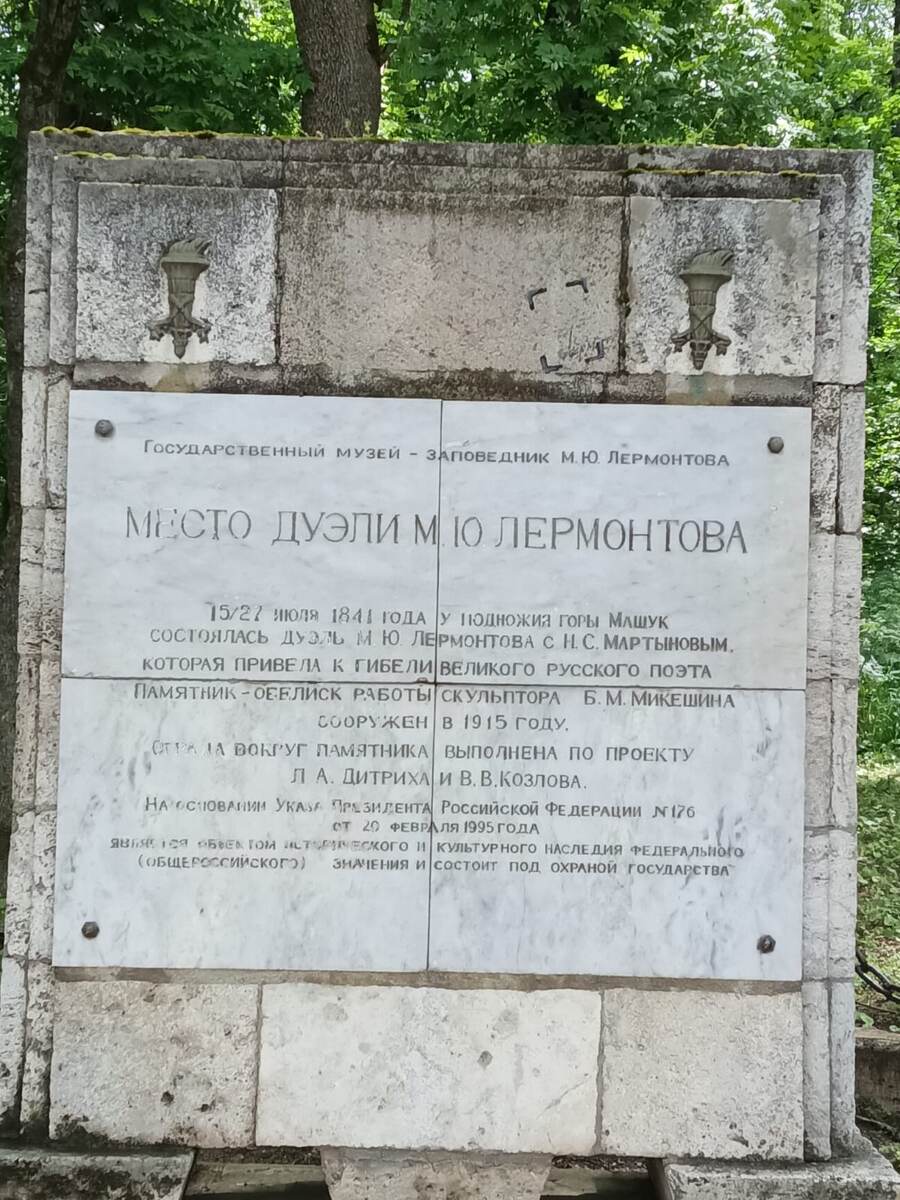 Государственный музей - заповедник М.Ю. Лермонтова
Место дуэли М.Ю Лермонтова
15/27 июля 1841 года у подножия горы Машук
состоялась дуэль М Ю Лермонтова с Н.С. Мартыновым,
которая привела к гибели великого русского поэта
Памятник-обелиск работы скульптора Б.М. Микешина
сооружен в 1915 году.
вокруг памятника выполнена по проекту
Л А. Дитриха и В.В. Козлова.
На основании Указа Президента Российской Федерации №176
от 20 февраля 1995 года
является объектом исторического и культурного наследия федерального
(общероссийского) значения и состоит под охраной государства